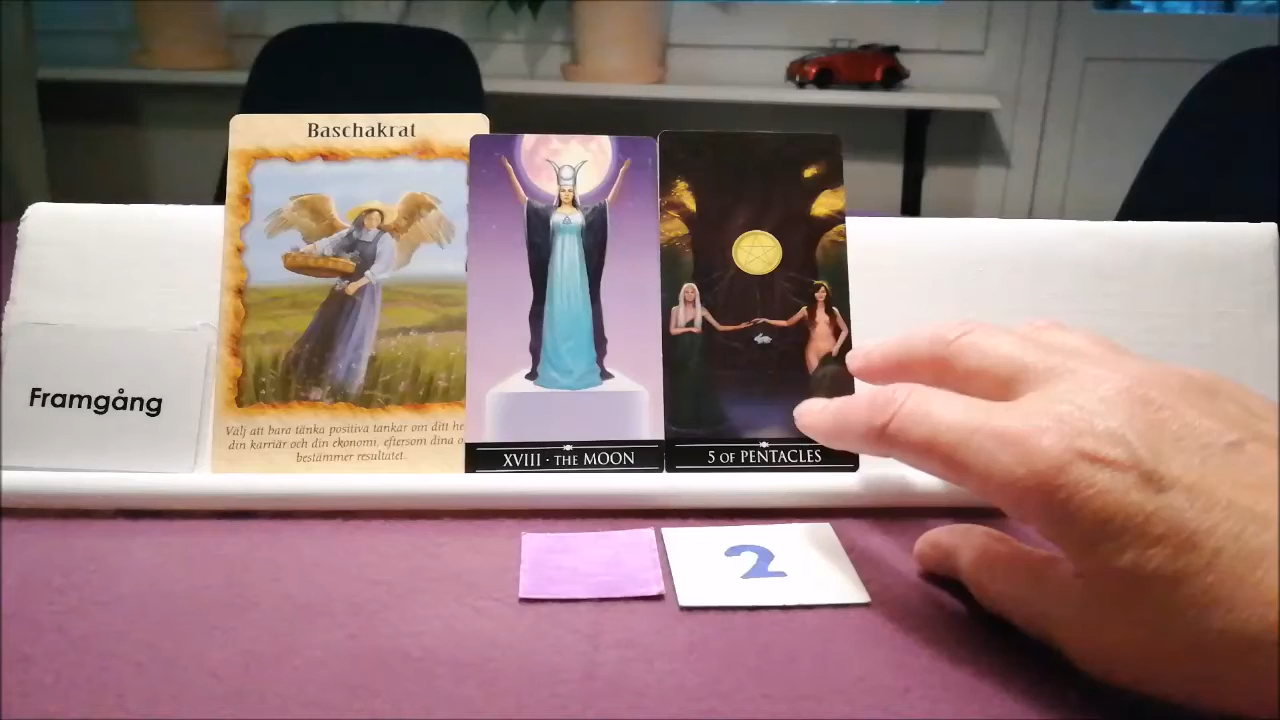 Baschakrat
Framgång
Välj att bara tänka positiva tankar om ditt
din karriär och din ekonomi, eftersom dina
bestämmer resultatet.
XVIII · THE MOON
5 OF PENTACLES
2